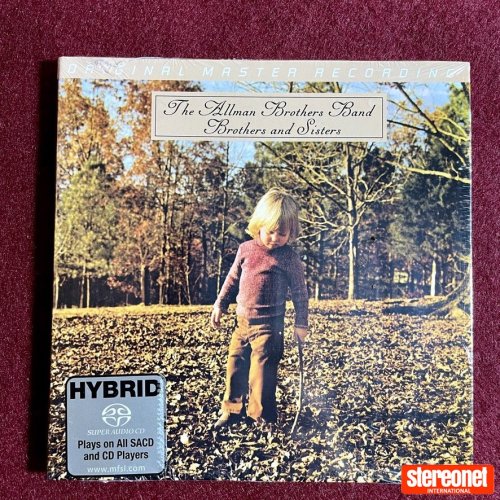 ORIGINAL MASTER RECORDING
The Allman Brothers Band
Brothers and Sisters
HYBRID
SUPER AUDIO CD
Plays on All SACD
and CD Players
www.mfsl.com
stereonet
INTERNATIONAL